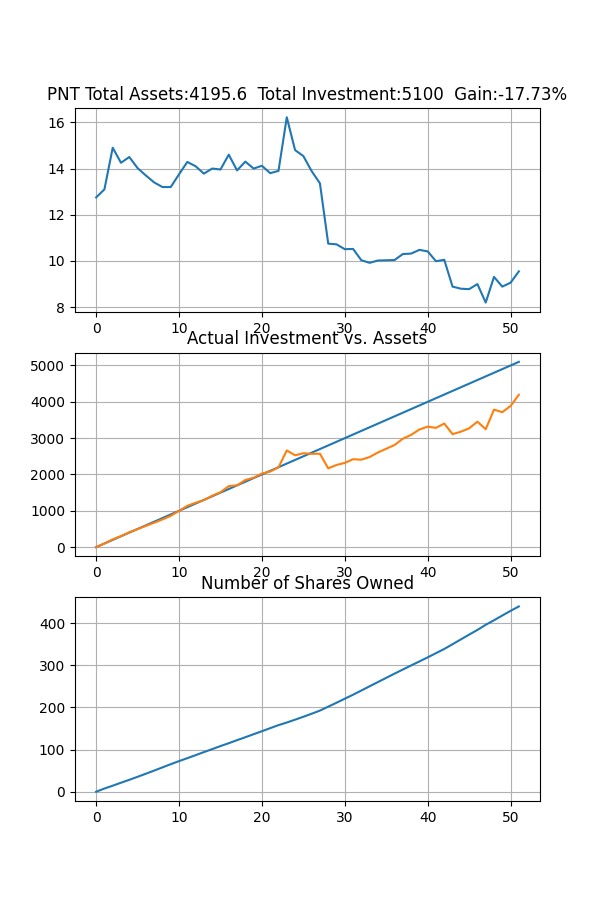 PNT Total Assets:4195.6  Total Investment:5100  Gain:-17.73%
16
14
12
10
8
0 10 20 30 40 50
Actual Investment vs. Assets
5000
4000
3000
2000
1000
0
0 10 20 30 40 50
Number of Shares Owned
400
300
200
100
0
0 10 20 30 40 50